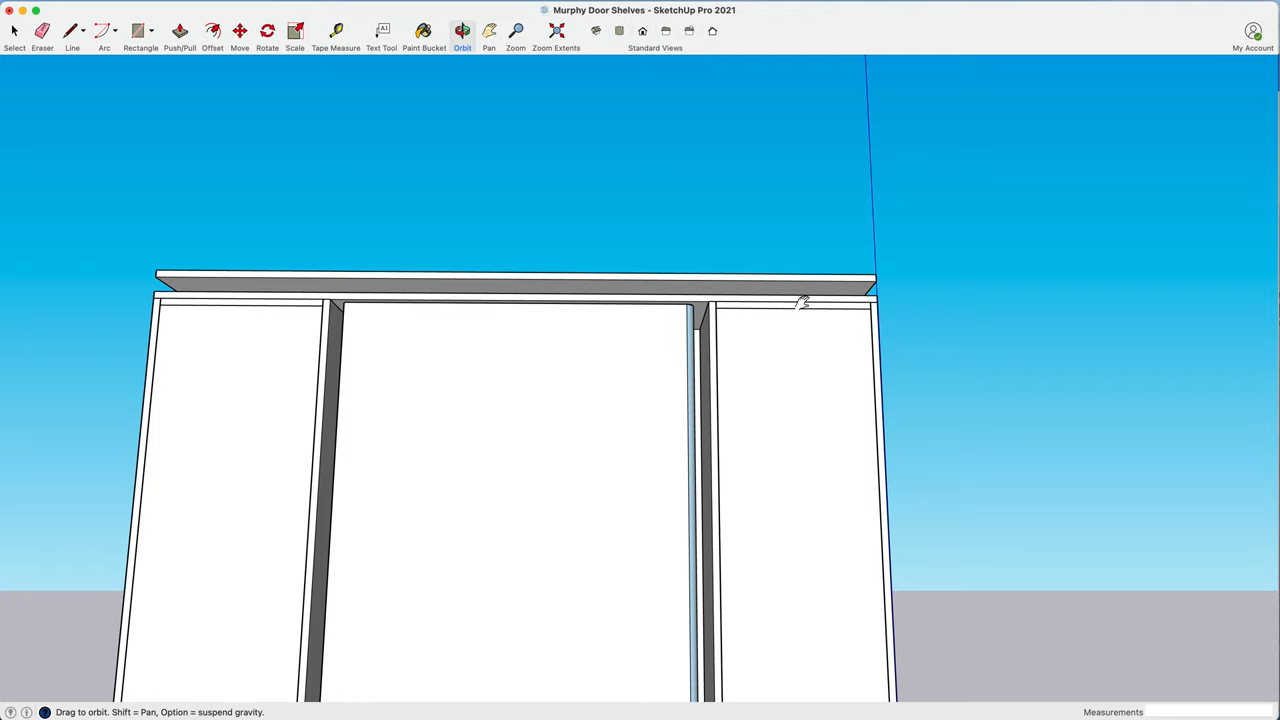 Murphy Door Shelves - SketchUp Pro 2021
Select Eraser Line Arc Rectangle Push/Pull Offset Move Rotate Scale Tape Measure Text Tool Paint Bucket Orbit Pan Zoom Zoom Extents Standard Views My Account
Drag to orbit. Shift = Pan, Option = suspend gravity. Measurements